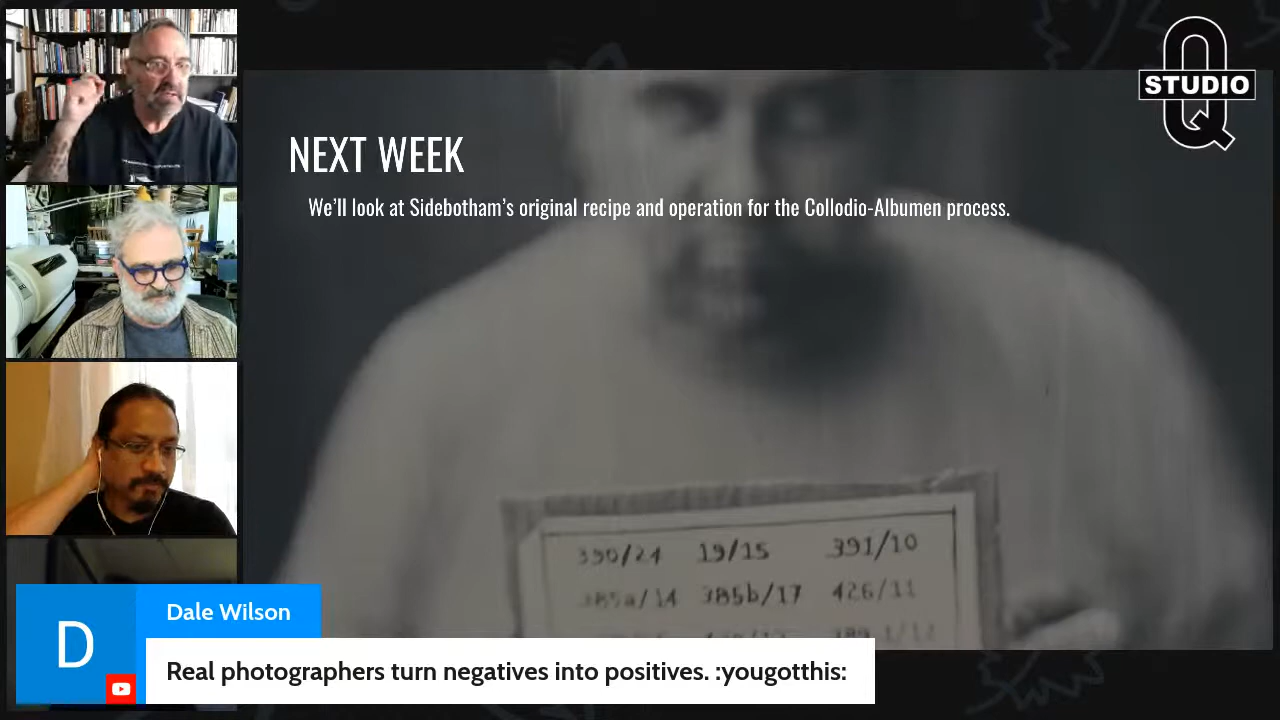 STUDIO
Q
NEXT WEEK
We'll look at Sidebotham's original recipe and operation for the Collodio-Albumen process.
390/24 19/15 391/10
385a/14 385b/17 426/11
D
Dale Wilson
Real photographers turn negatives into positives. :yougotthis: